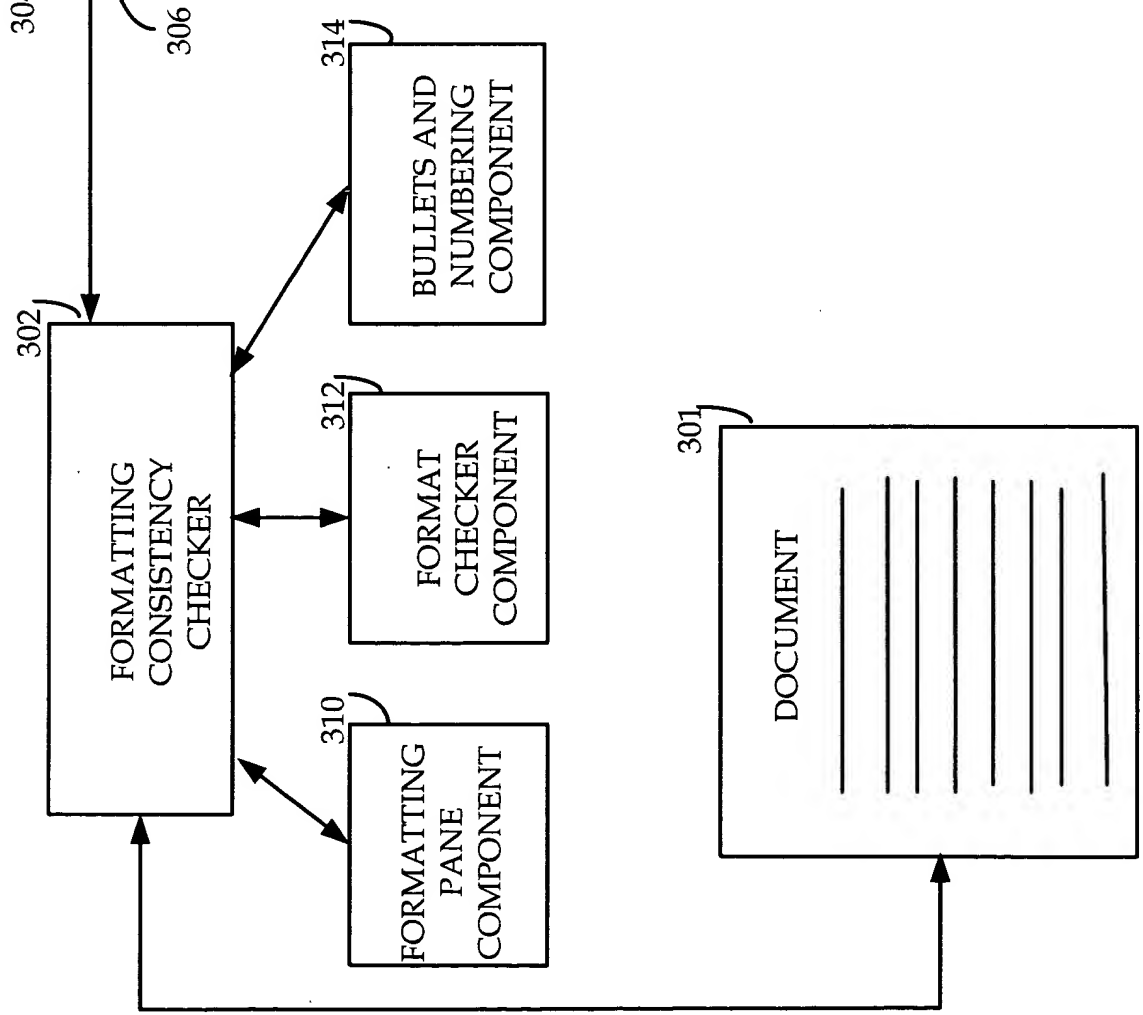 306
302
FORMATTING
CONSISTENCY
CHECKER
310
FORMATTING
PANE
COMPONENT
312
FORMAT
CHECKER
COMPONENT
314
BULLETS AND
NUMBERING
COMPONENT
301
DOCUMENT